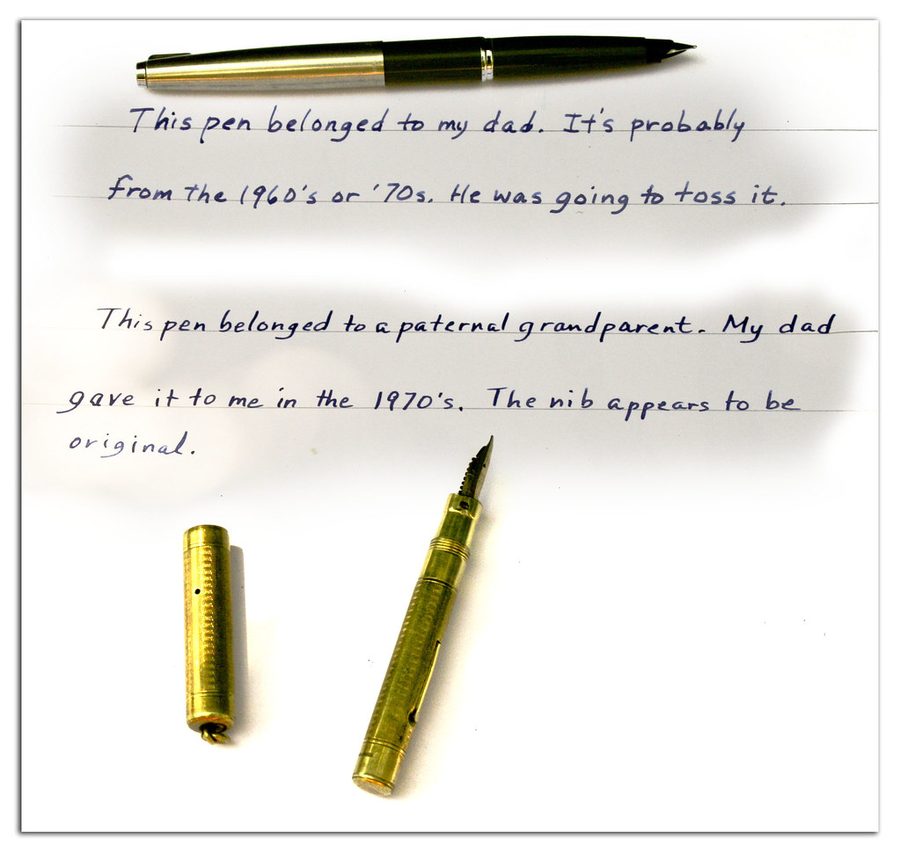 This pen belonged to my dad. It's probably
from the 1960's or '70s. He was going to toss it.
This pen belonged to a paternal grandparent. My dad
gave it to me in the 1970's. The nib appears to be
original.